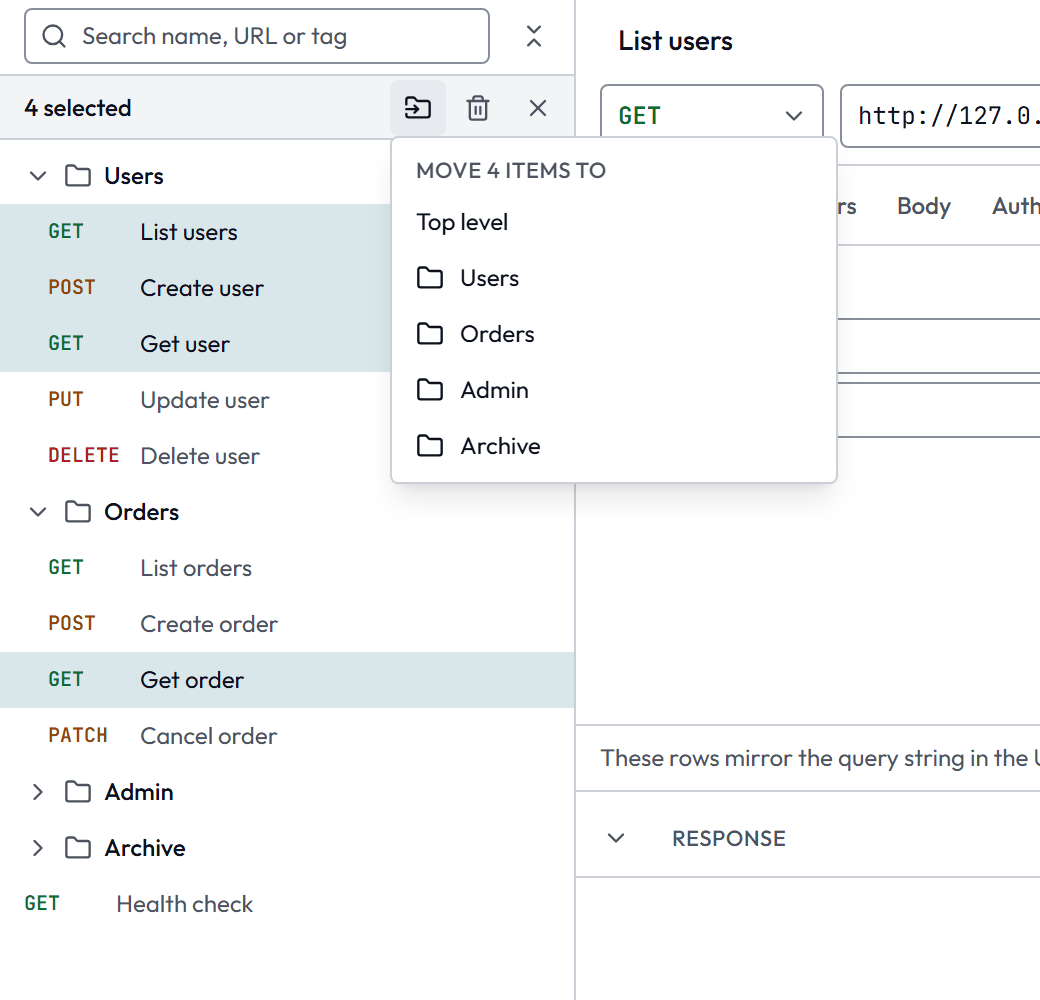 Search name, URL or tag
4 selected
Users
GET List users
POST Create user
GET Get user
PUT Update user
DELETE Delete user
Orders
GET List orders
POST Create order
GET Get order
PATCH Cancel order
Admin
Archive
GET Health check
MOVE 4 ITEMS TO
Top level
Users
Orders
Admin
Archive
List users
GET http://127.0.
Body Auth
These rows mirror the query string in the
RESPONSE